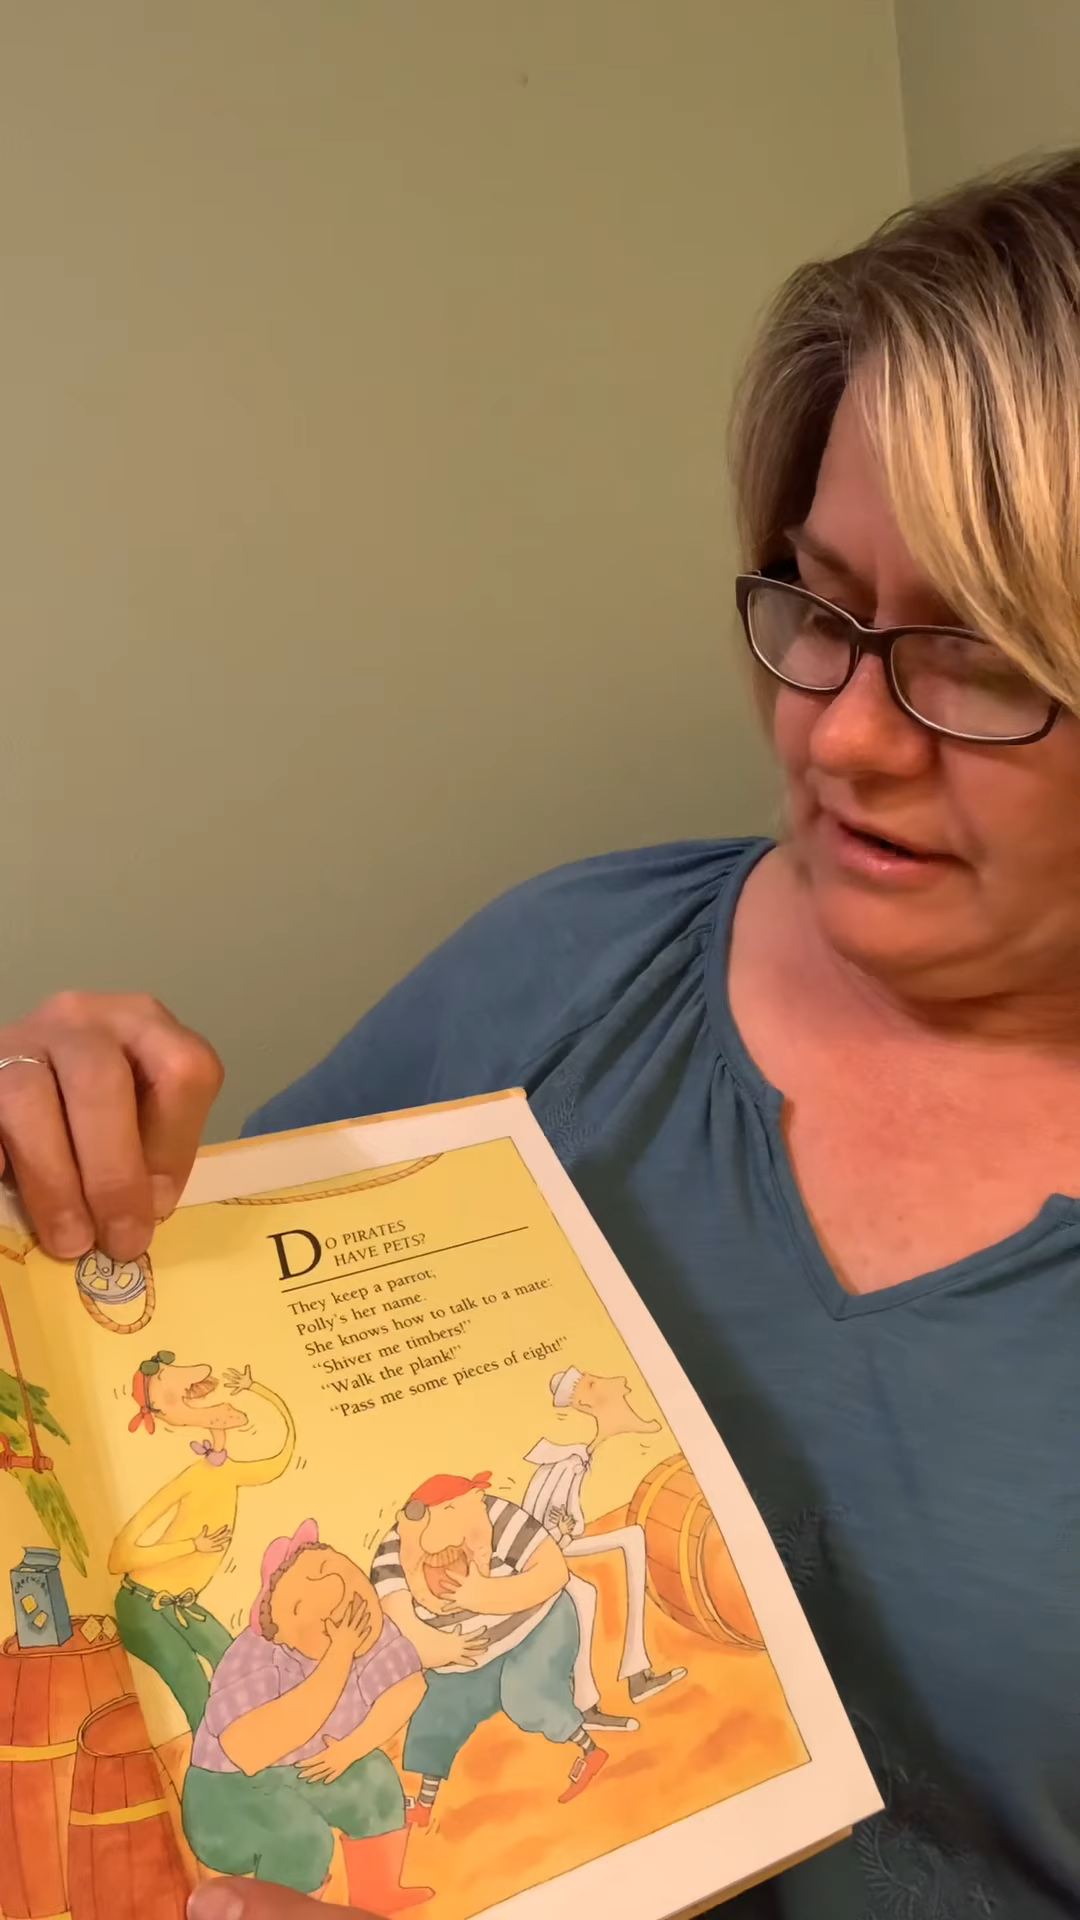 DO PIRATES
HAVE PETS?
They keep a parrot;
Polly's her name.
She knows how to talk to a mate:
"Shiver me timbers!"
"Walk the plank!"
"Pass me some pieces of eight!"
CRACKERS